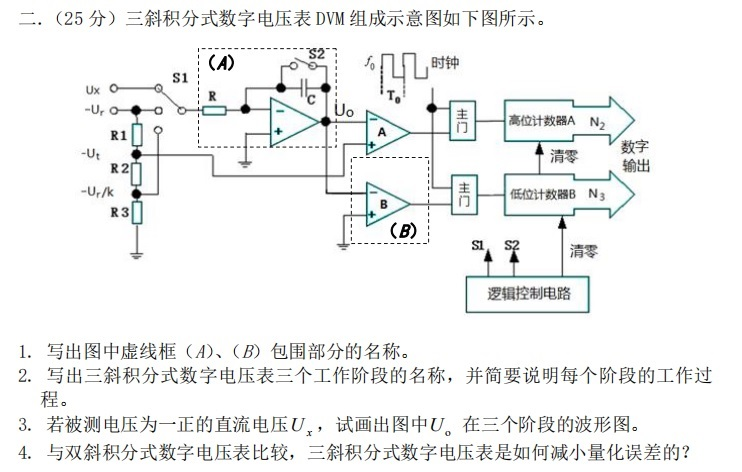 二．（25 分）三斜积分式数字电压表 DVM 组成示意图如下图所示。
(A)
S2
f₀
时钟
S1
Ux
R
C
T₀
-Uᵣ
Uo
主门
高位计数器A N₂
R1
-
+
-
A
+
数字输出
-Uₜ
清零
R2
-Uᵣ/k
-
B
+
主门
低位计数器B N₃
R3
(B)
S1 S2
清零
逻辑控制电路
1. 写出图中虚线框（A）、（B）包围部分的名称。
2. 写出三斜积分式数字电压表三个工作阶段的名称，并简要说明每个阶段的工作过
程。
3. 若被测电压为一正的直流电压Uₓ，试画出图中Uₒ 在三个阶段的波形图。
4. 与双斜积分式数字电压表比较，三斜积分式数字电压表是如何减小量化误差的？